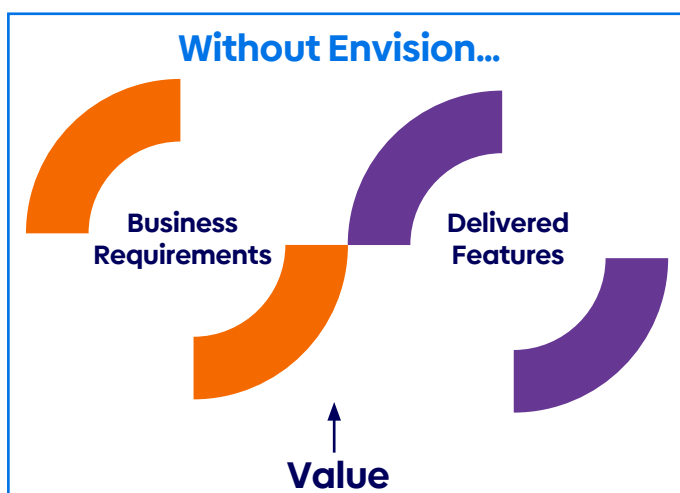 Without Envision...
Business
Requirements
Delivered
Features
Value